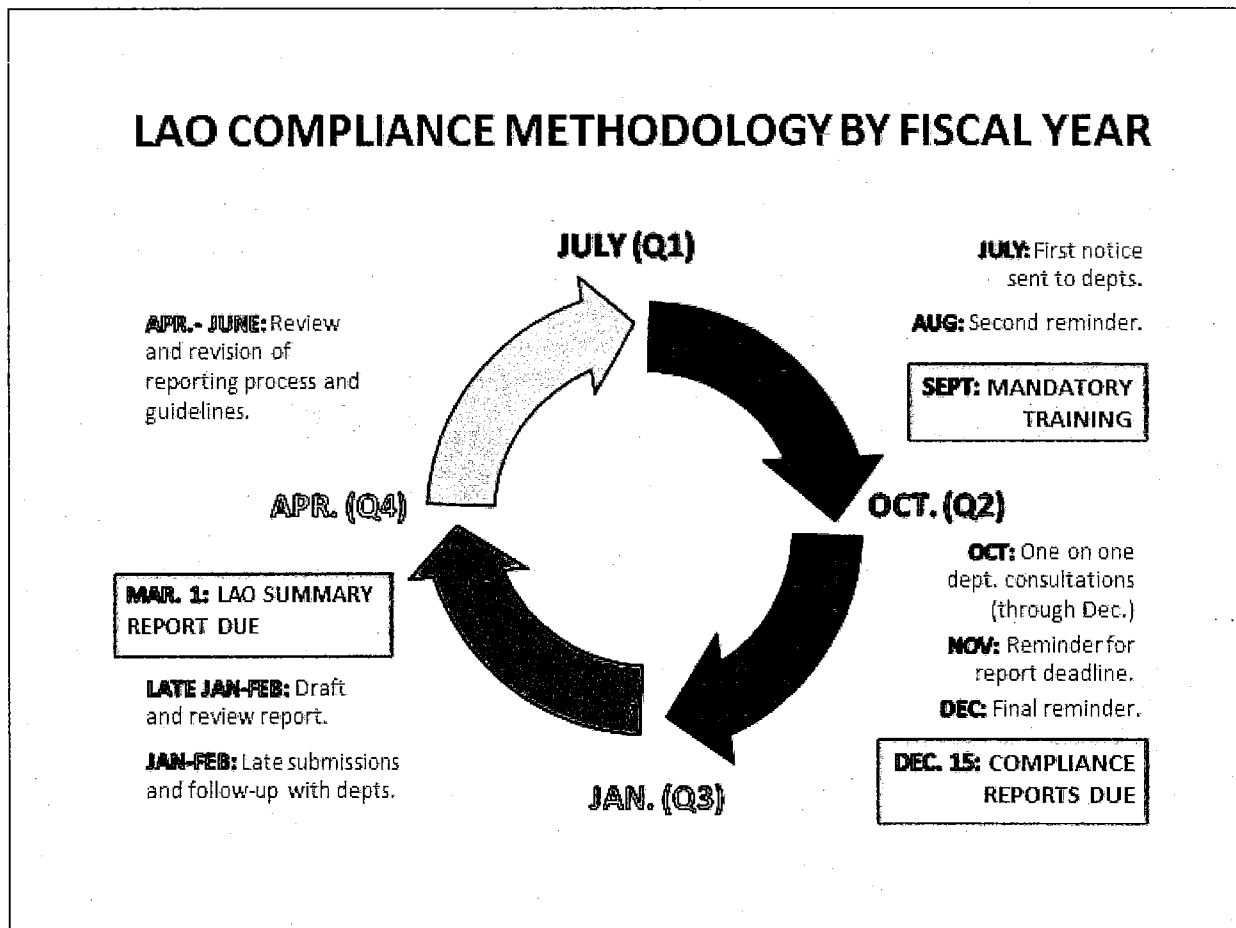 LAO COMPLIANCE METHODOLOGY BY FISCAL YEAR
JULY (Q1)
JULY: First notice
sent to depts.
AUG: Second reminder.
SEPT: MANDATORY
TRAINING
OCT. (Q2)
OCT: One on one
dept. consultations
(through Dec.)
NOV: Reminder for
report deadline.
DEC: Final reminder.
DEC. 15: COMPLIANCE
REPORTS DUE
JAN. (Q3)
JAN-FEB: Late submissions
and follow-up with depts.
LATE JAN-FEB: Draft
and review report.
MAR. 1: LAO SUMMARY
REPORT DUE
APR. (Q4)
APR.- JUNE: Review
and revision of
reporting process and
guidelines.